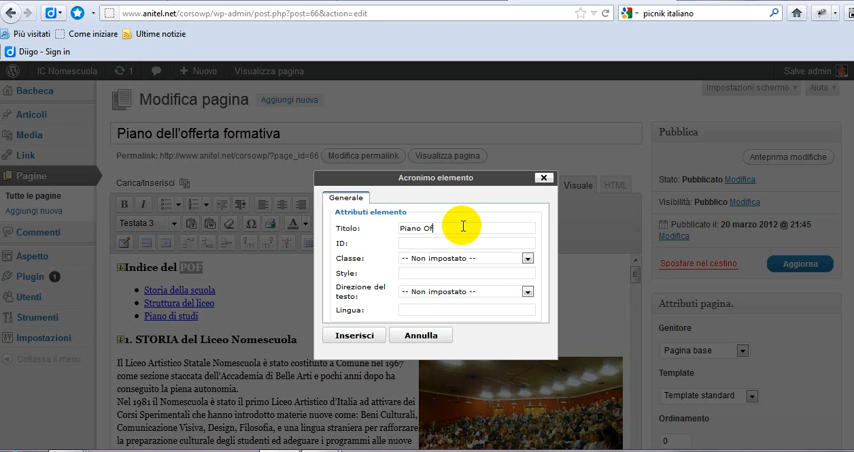 www.anitel.net/corsowp/wp-admin/post.php?post=66&action=edit
picnik italiano
Più visitati Come iniziare Ultime notizie
Diigo - Sign in
IC Nomescuola 1 Nuovo Visualizza pagina Salve admin
Bacheca
Articoli
Media
Link
Pagine
Tutte le pagine
Aggiungi nuova
Commenti
Aspetto
Plugin 1
Utenti
Strumenti
Impostazioni
Collassa il menu
Impostazioni schermo Aiuto
Modifica pagina Aggiungi nuova
Piano dell'offerta formativa
Permalink: http://www.anitel.net/corsowp/?page_id=66 Modifica permalink Visualizza pagina
Carica/Inserisci Visuale HTML
B I
Testata 3
Indice del POF
Storia della scuola
Struttura del liceo
Piano di studi
1. STORIA del Liceo Nomescuola
Il Liceo Artistico Statale Nomescuola è stato costituito a Comune nel 1967
come sezione staccata dell'Accademia di Belle Arti e pochi anni dopo ha
conseguito la piena autonomia.
Nel 1981 il Nomescuola è stato il primo Liceo Artistico d'Italia ad attivare dei
Corsi Sperimentali che hanno introdotto materie nuove come: Beni Culturali,
Comunicazione Visiva, Design, Filosofia, e una lingua straniera per rafforzare
la preparazione culturale degli studenti ed adeguare i programmi alle nuove
Acronimo elemento
Generale
Attributi elemento
Titolo: Piano Of
ID:
Classe: -- Non impostato --
Style:
Direzione del
testo: -- Non impostato --
Lingua:
Inserisci Annulla
Pubblica
Anteprima modifiche
Stato: Pubblicato Modifica
Visibilità: Pubblico Modifica
Pubblicato il: 20 marzo 2012 @ 21:45
Modifica
Spostare nel cestino Aggiorna
Attributi pagina.
Genitore
Pagina base
Template
Template standard
Ordinamento
0